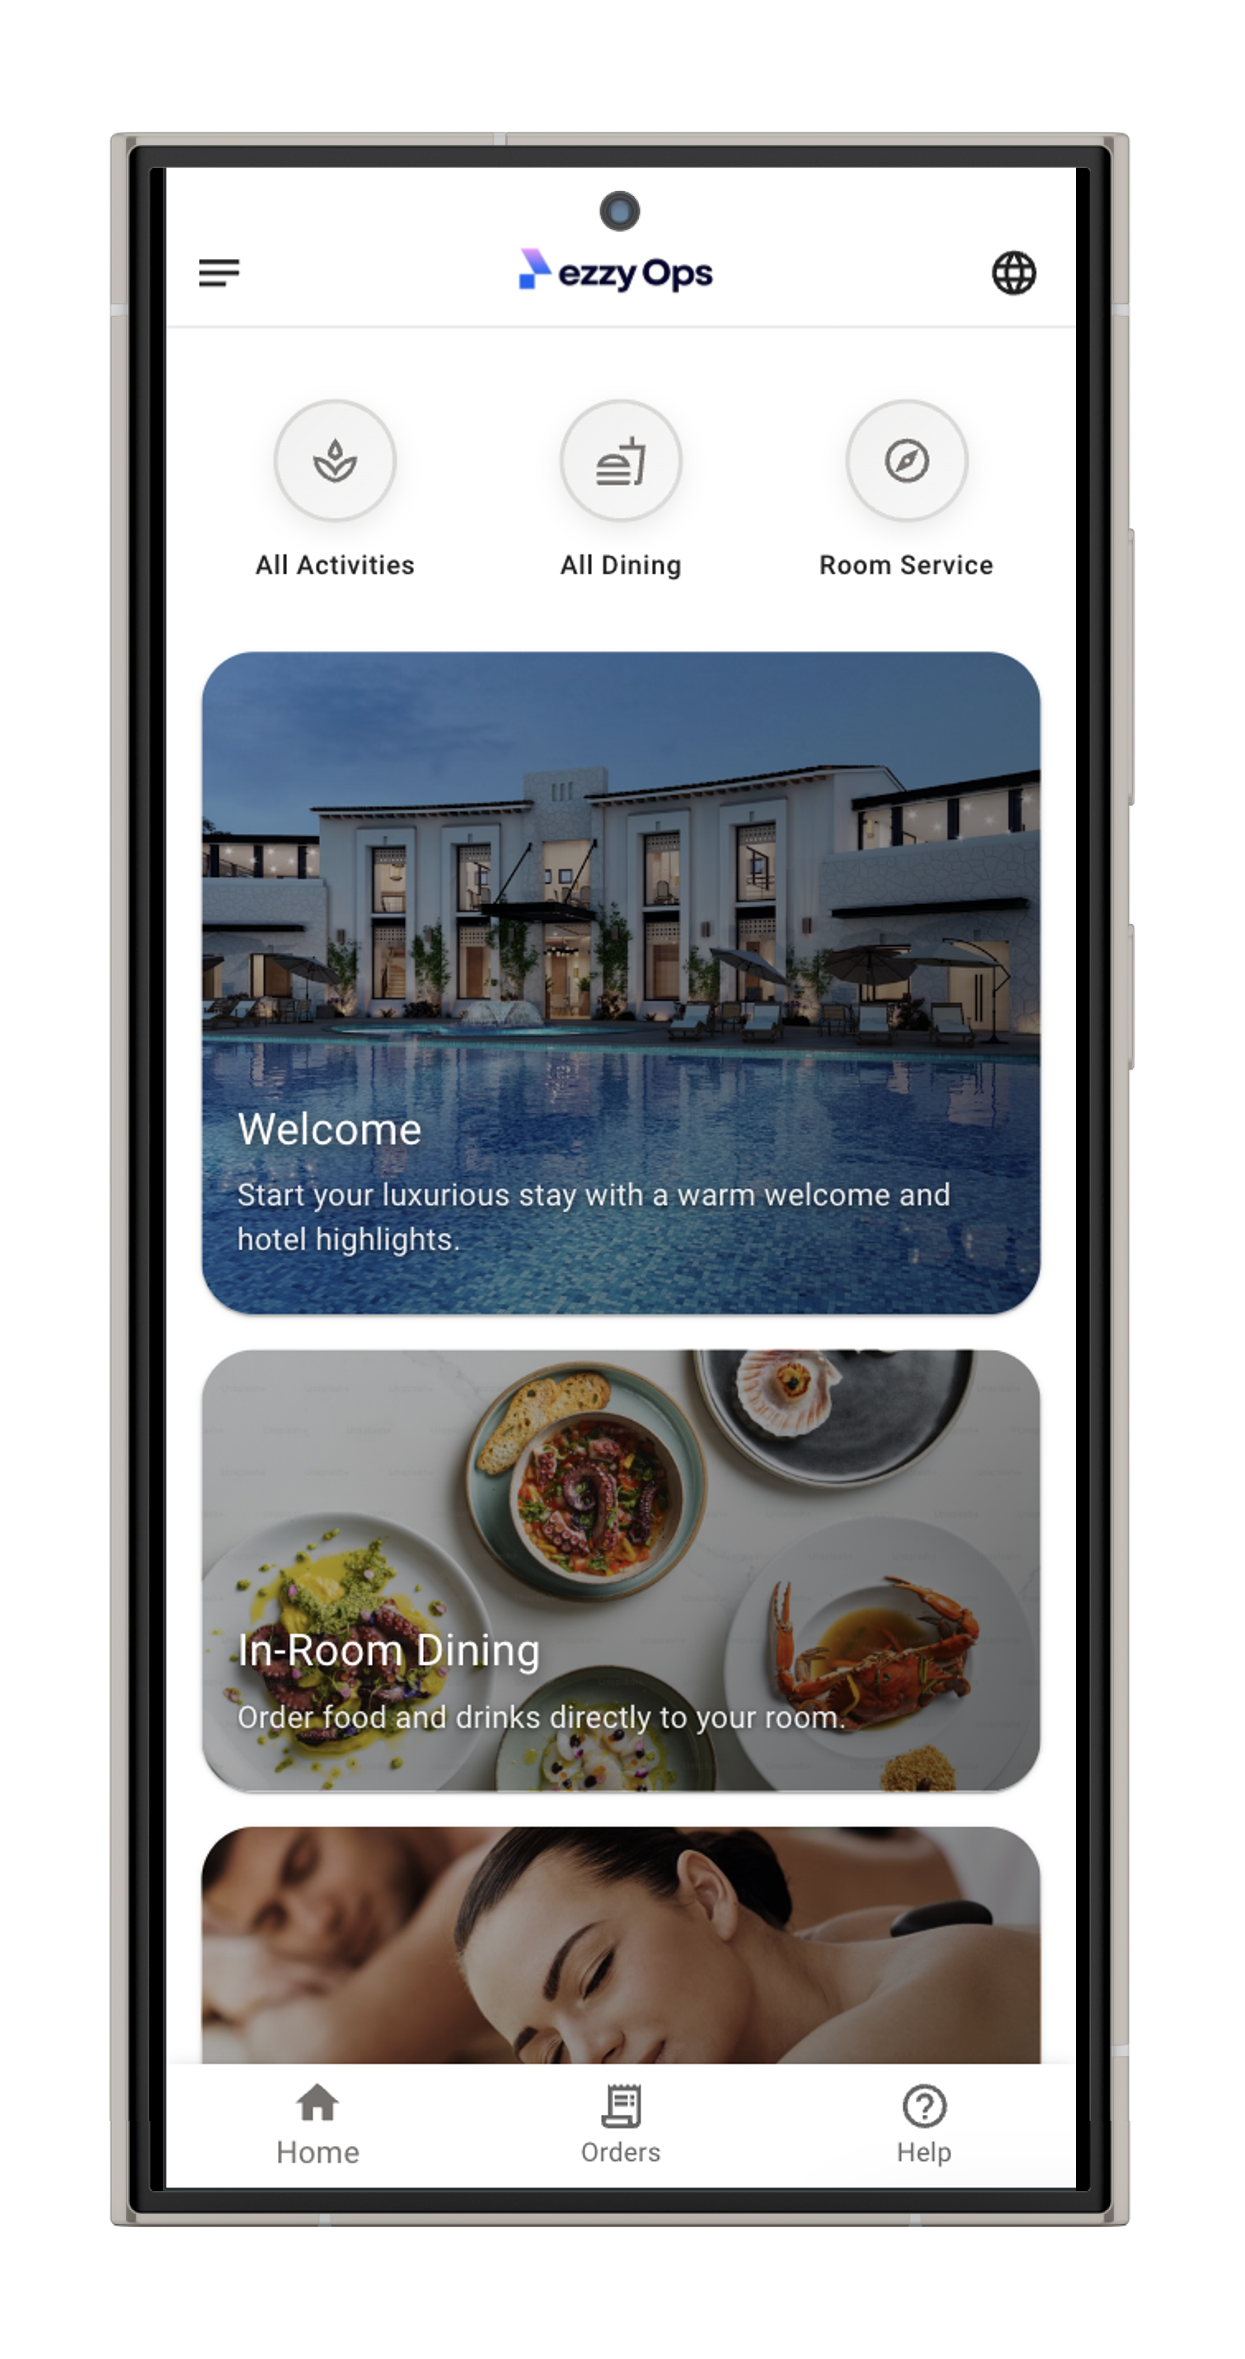 ezzy Ops
All Activities
All Dining
Room Service
Welcome
Start your luxurious stay with a warm welcome and
hotel highlights.
In-Room Dining
Order food and drinks directly to your room.
Home
Orders
Help